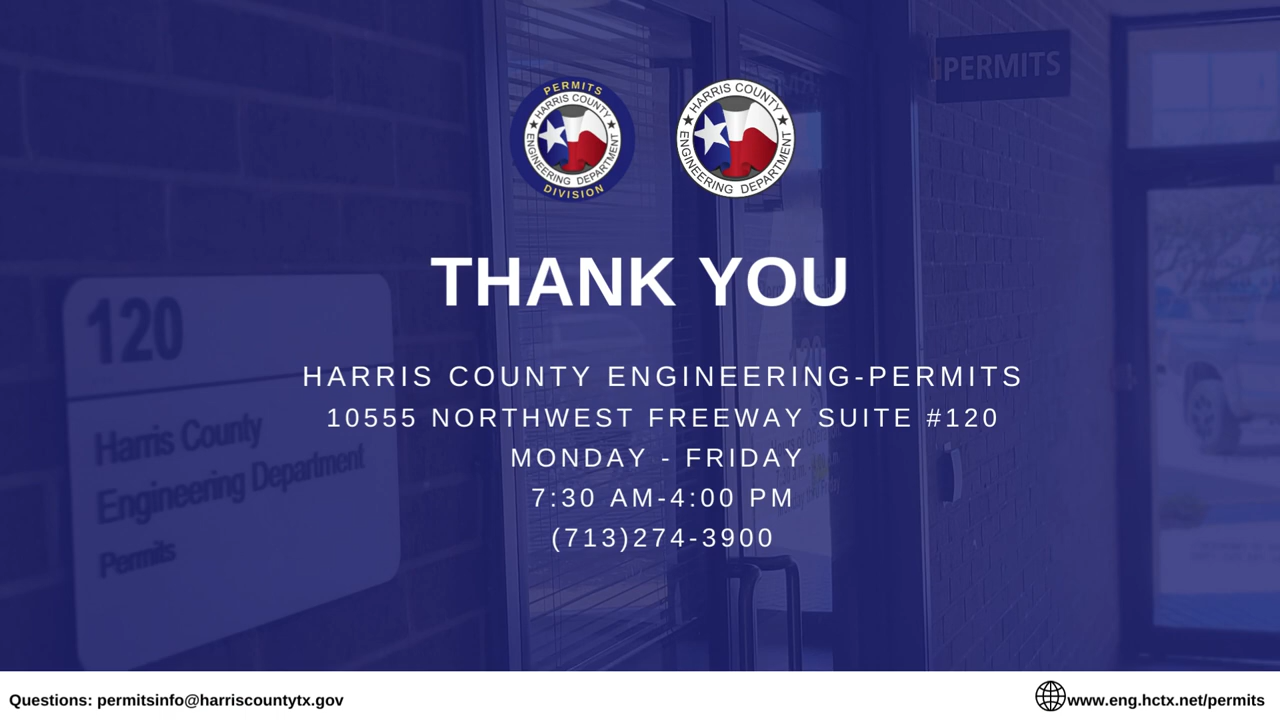 PERMITS
HARRIS COUNTY
ENGINEERING DEPARTMENT
DIVISION
HARRIS COUNTY
ENGINEERING DEPARTMENT
PERMITS
THANK YOU
120
Harris County
Engineering Department
Permits
HARRIS COUNTY ENGINEERING-PERMITS
10555 NORTHWEST FREEWAY SUITE #120
MONDAY - FRIDAY
7:30 AM-4:00 PM
(713)274-3900
Questions: permitsinfo@harriscountytx.gov
www.eng.hctx.net/permits